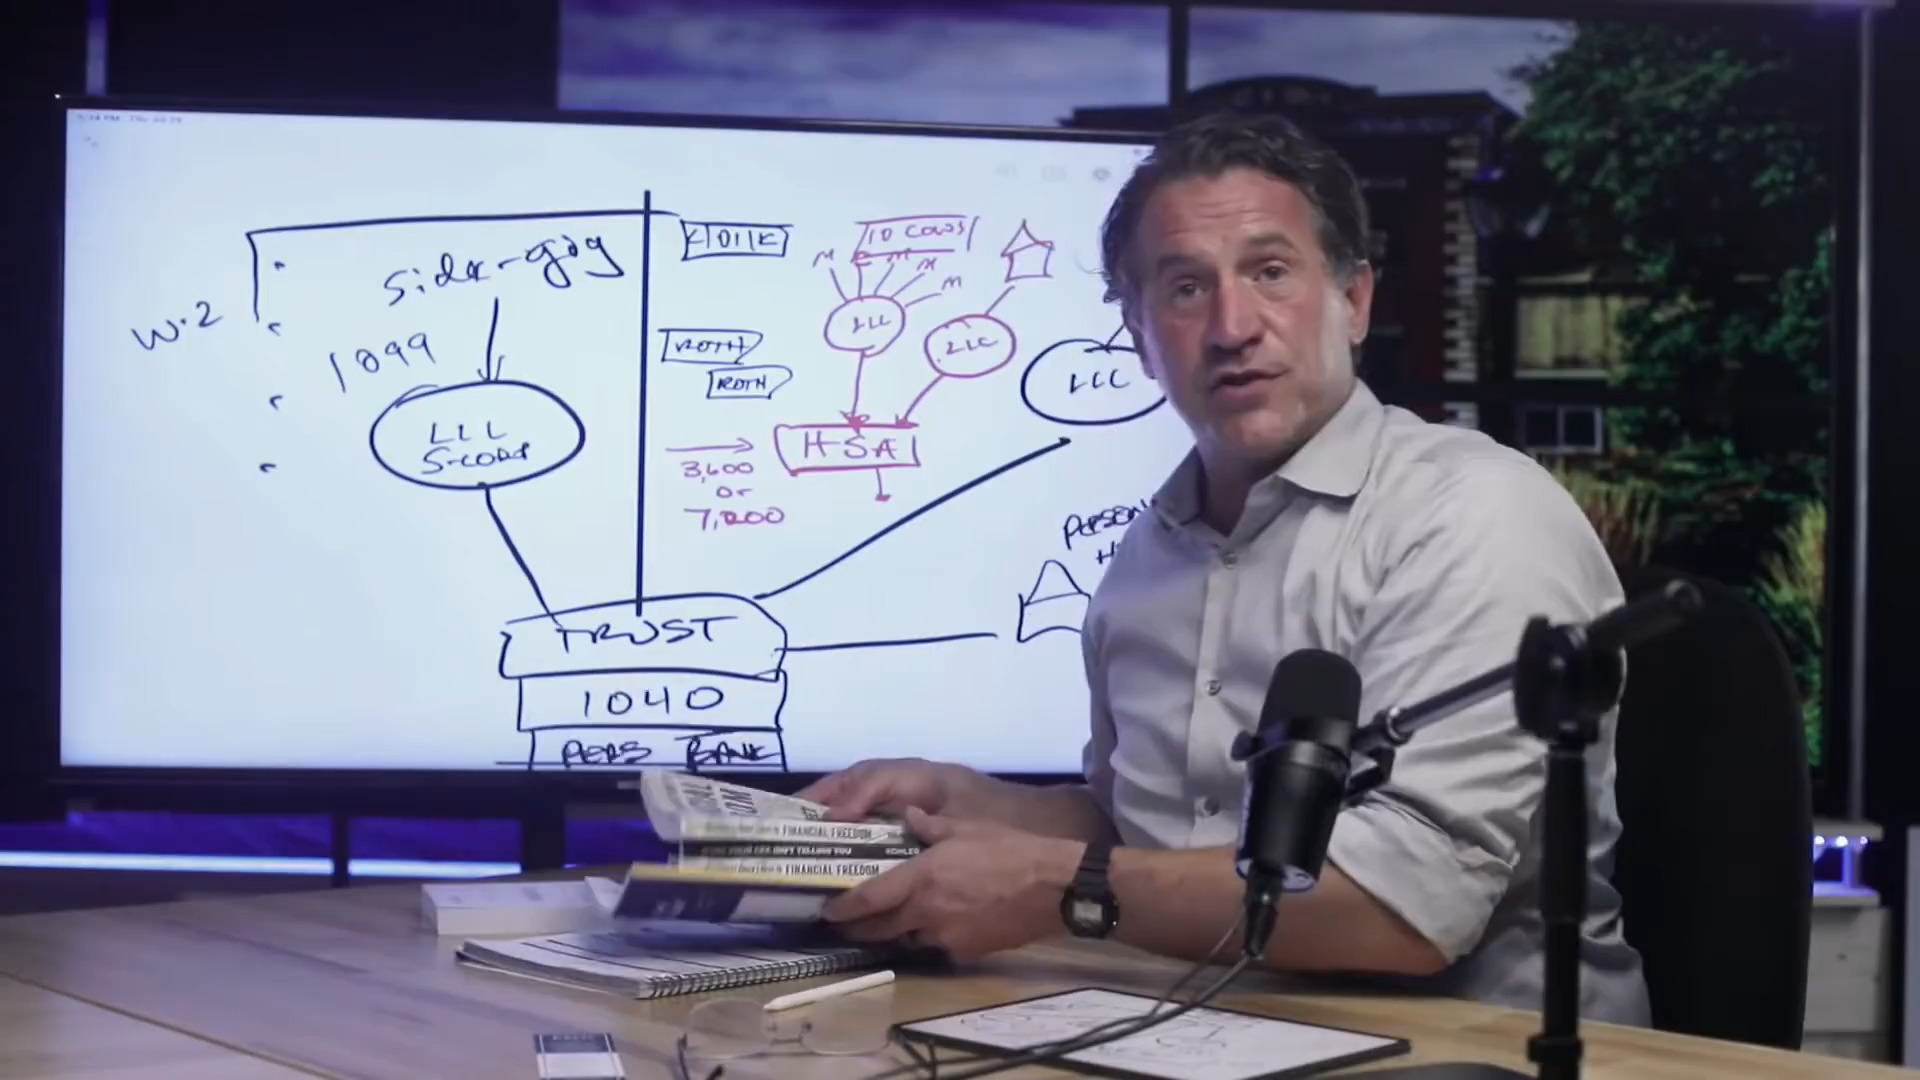 side-gig
W-2
1099
LLC
S-CORP
401K
ROTH
ROTH
10 COWS
M
M
M
M
LLC
LLC
LLC
HSA
3,600
or
7,200
TRUST
1040
PERS BANK
FINANCIAL FREEDOM
KOHLER
FINANCIAL FREEDOM